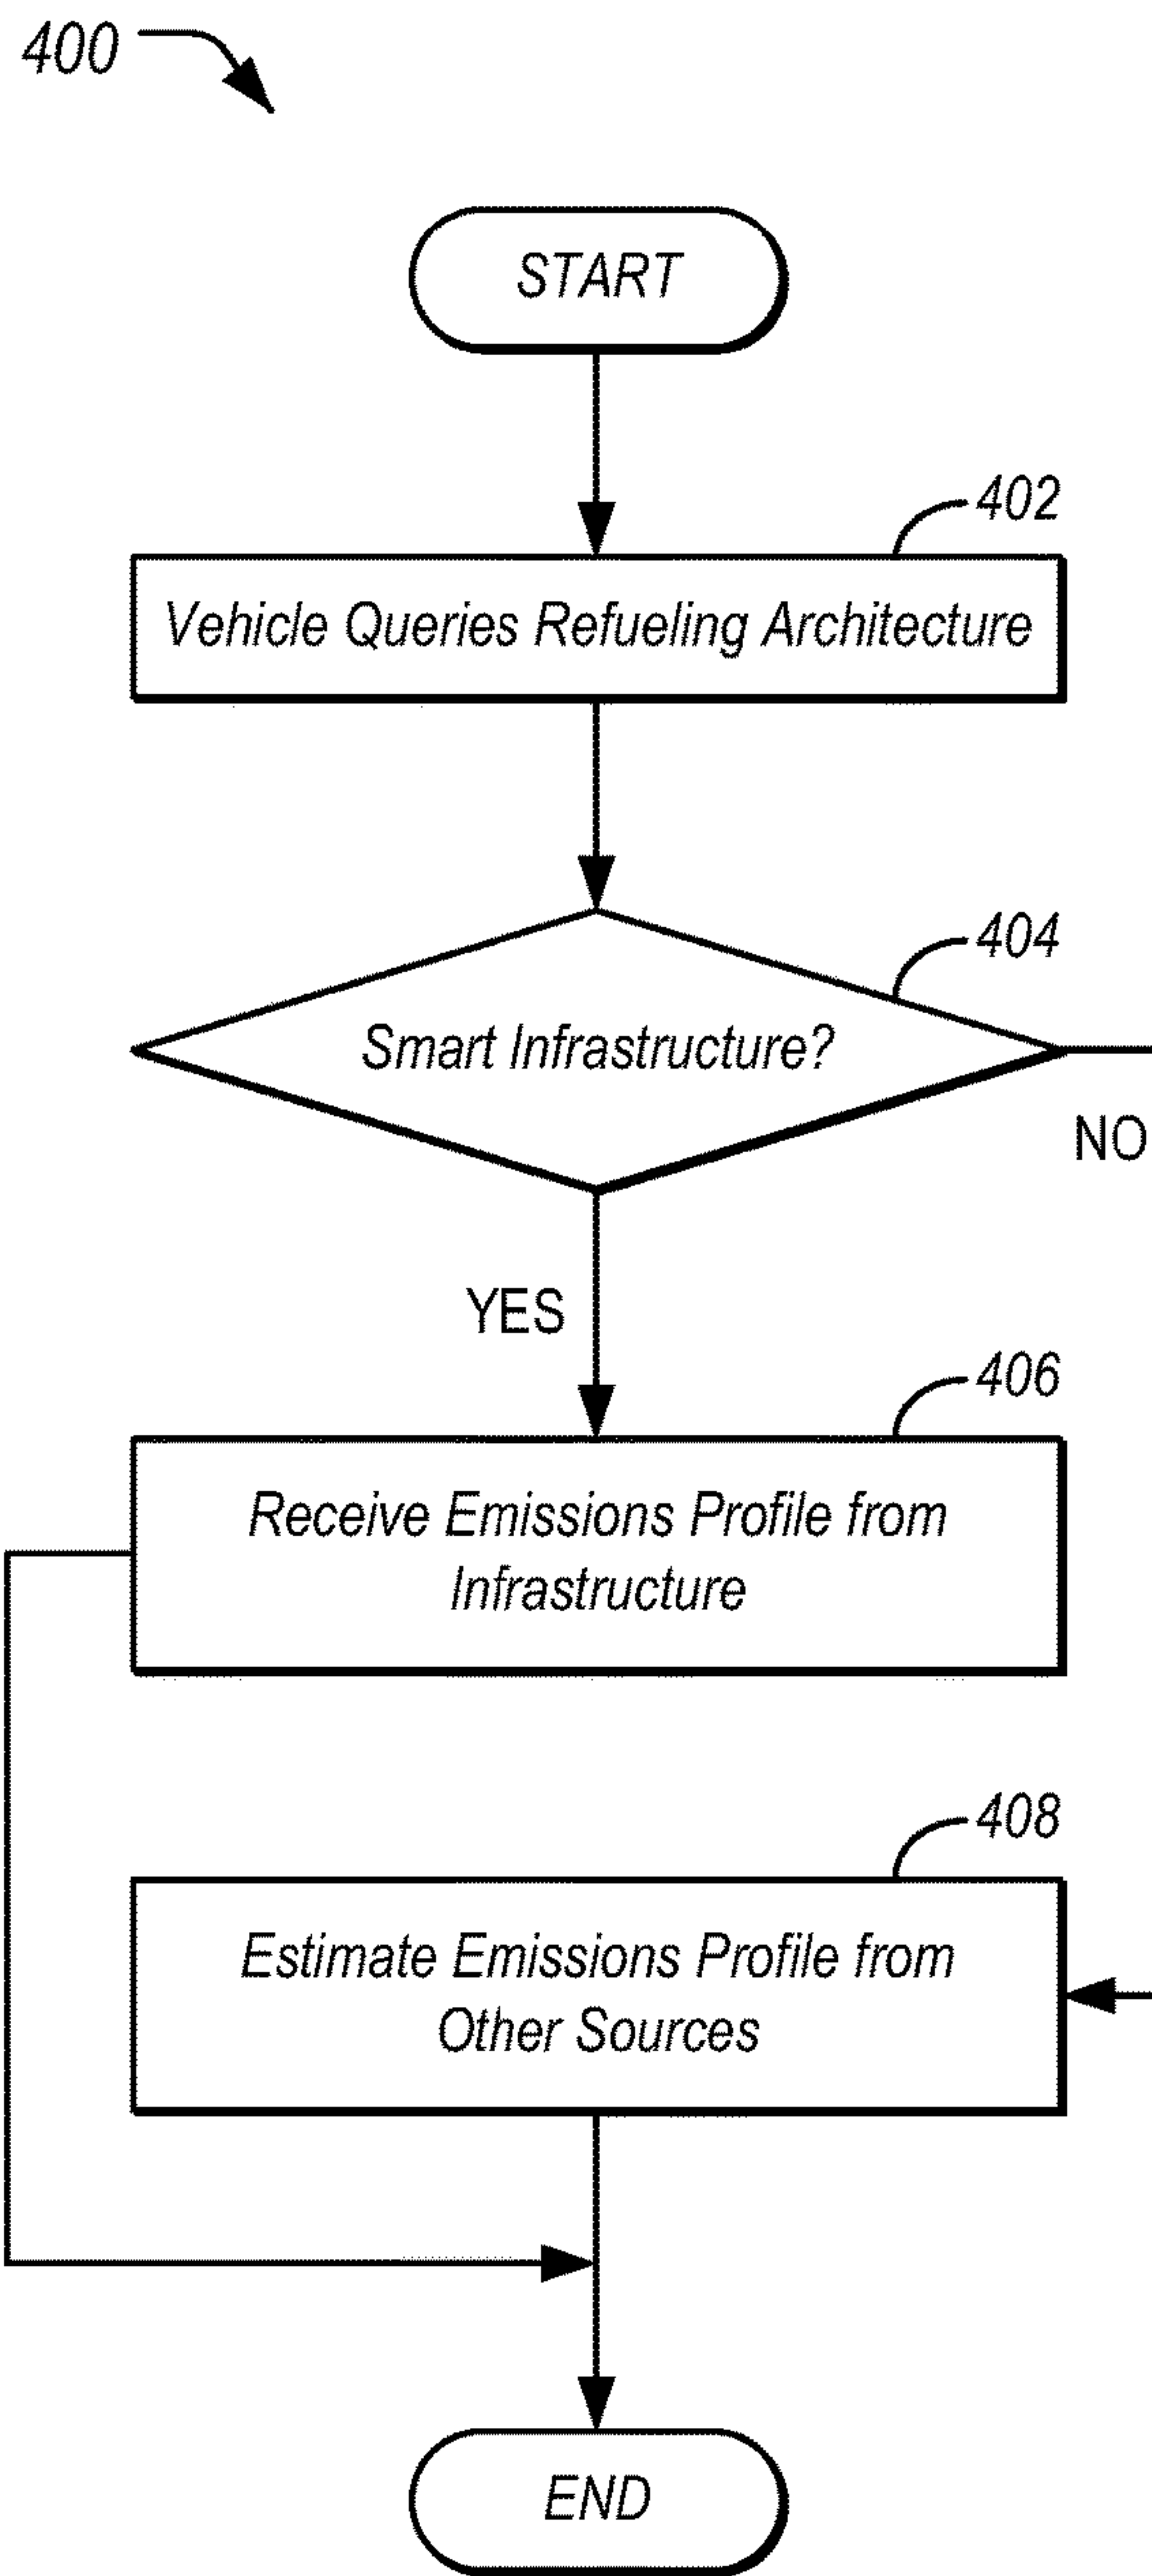 400
START
402
Vehicle Queries Refueling Architecture
404
Smart Infrastructure?
NO
YES
406
Receive Emissions Profile from
Infrastructure
408
Estimate Emissions Profile from
Other Sources
END